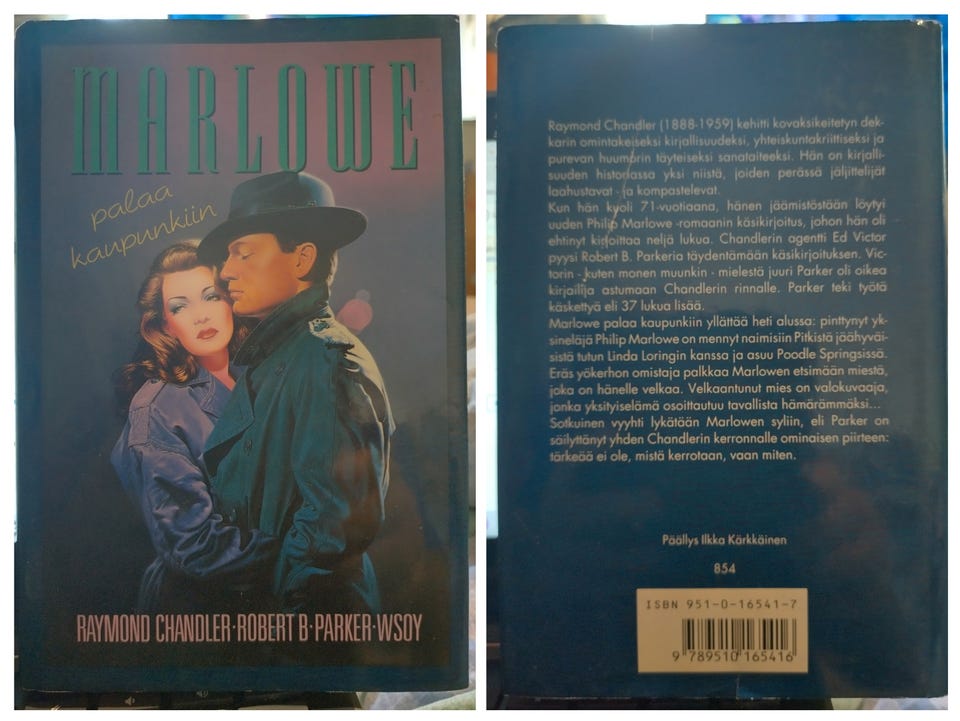 MARLOWE
palaa
kaupunkiin
RAYMOND CHANDLER·ROBERT B·PARKER·WSOY
Raymond Chandler (1888-1959) kehitti kovaksikeitetyn dek-
karin omintakeiseksi kirjallisuudeksi, yhteiskuntakriittiseksi ja
purevan huumorin täyteiseksi sanataiteeksi. Hän on kirjalli-
suuden historiassa yksi niistä, joiden perässä jäljittelijät
laahustavat - ja kompastelevat.
Kun hän kuoli 71-vuotiaana, hänen jäämistöstään löytyi
uuden Philip Marlowe -romaanin käsikirjoitus, johon hän oli
ehtinyt kirjoittaa neljä lukua. Chandlerin agentti Ed Victor
pyysi Robert B. Parkeria täydentämään käsikirjoituksen. Vic-
torin - kuten monen muunkin - mielestä juuri Parker oli oikea
kirjailija astumaan Chandlerin rinnalle. Parker teki työtä
käskettyä eli 37 lukua lisää.
Marlowe palaa kaupunkiin yllättää heti alussa: pinttynyt yk-
sineläjä Philip Marlowe on mennyt naimisiin Pitkistä jäähyväi-
sistä tutun Linda Loringin kanssa ja asuu Poodle Springsissä.
Eräs yökerhon omistaja palkkaa Marlowen etsimään miestä,
joka on hänelle velkaa. Velkaantunut mies on valokuvaaja,
jonka yksityiselämä osoittautuu tavallista hämärämmäksi...
Sotkuinen vyyhti lykätään Marlowen syliin, eli Parker on
säilyttänyt yhden Chandlerin kerronnalle ominaisen piirteen:
tärkeää ei ole, mistä kerrotaan, vaan miten.
Päällys Ilkka Kärkkäinen
854
ISBN 951-0-16541-7
9 789510 165416